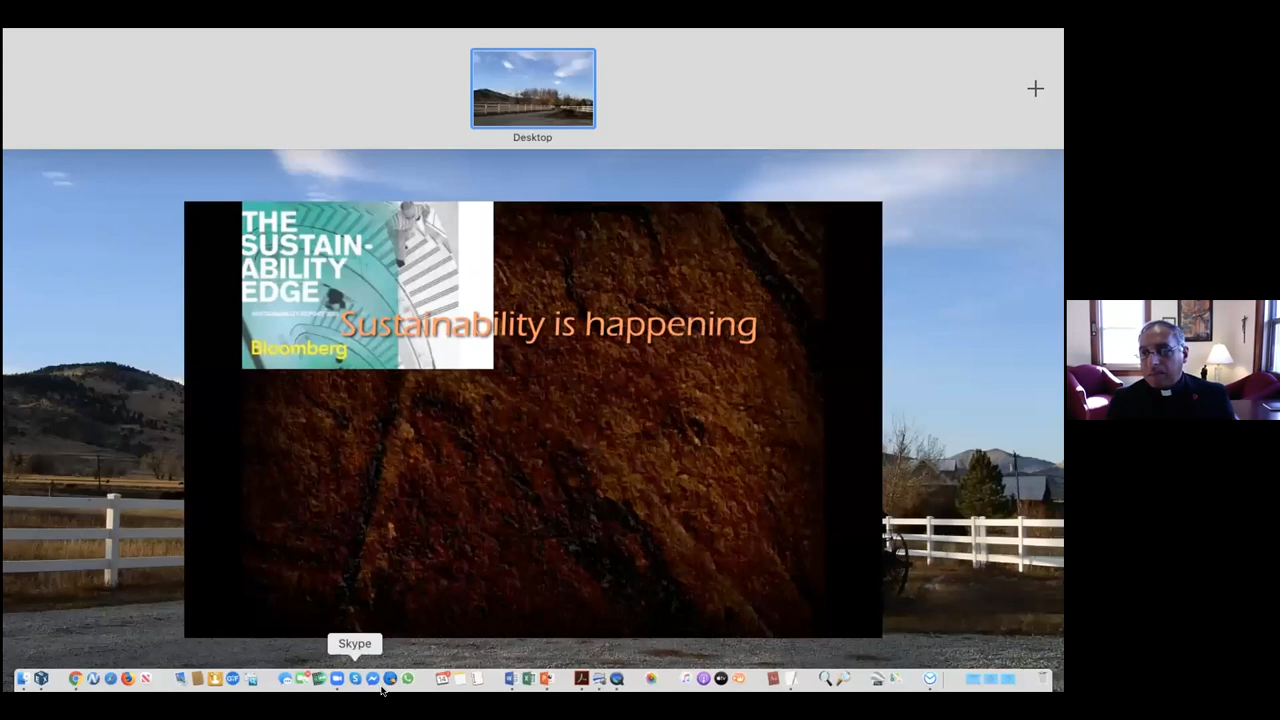 Desktop
THE
SUSTAIN-
ABILITY
EDGE
Sustainability is happening
Bloomberg
Skype